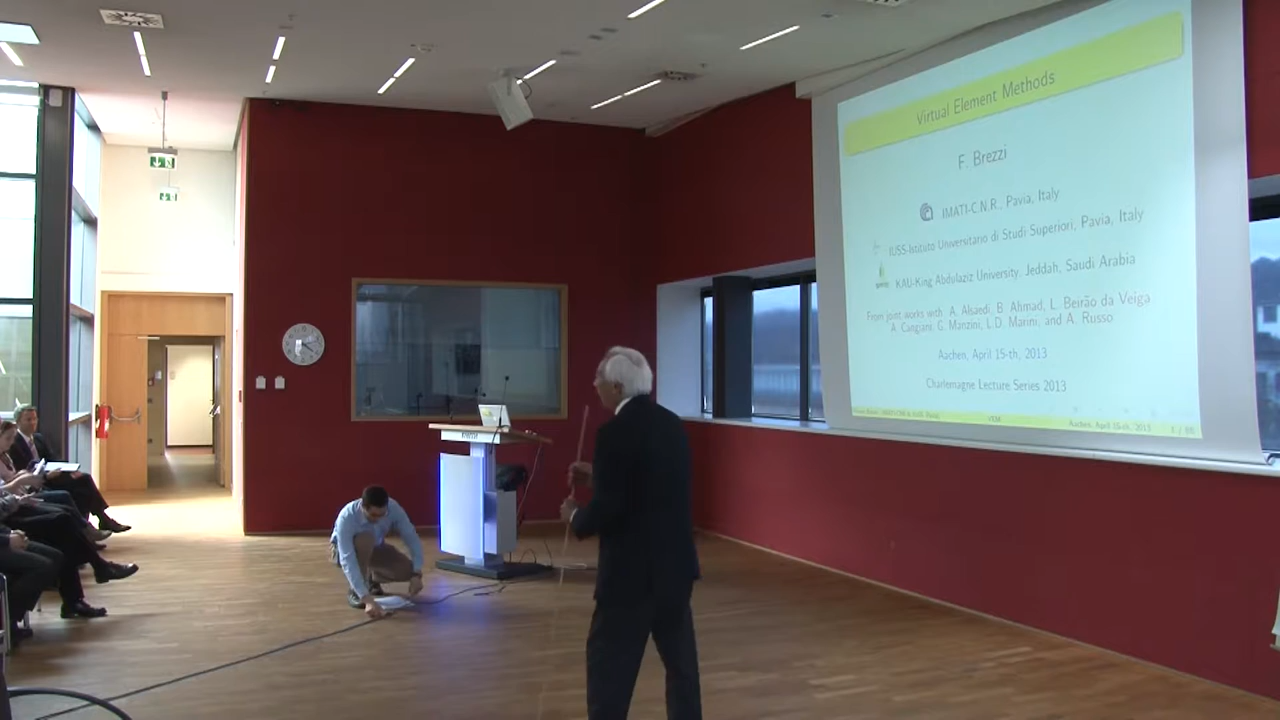 Virtual Element Methods
F. Brezzi
IMATI-C.N.R., Pavia, Italy
IUSS-Istituto Universitario di Studi Superiori, Pavia, Italy
KAU-King Abdulaziz University, Jeddah, Saudi Arabia
From joint works with: A. Alsaedi, B. Ahmad, L. Beirão da Veiga
A. Cangiani, G. Manzini, L.D. Marini, and A. Russo
Aachen, April 15-th, 2013
Charlemagne Lecture Series 2013
VEM
Aachen, April 15-th, 2013